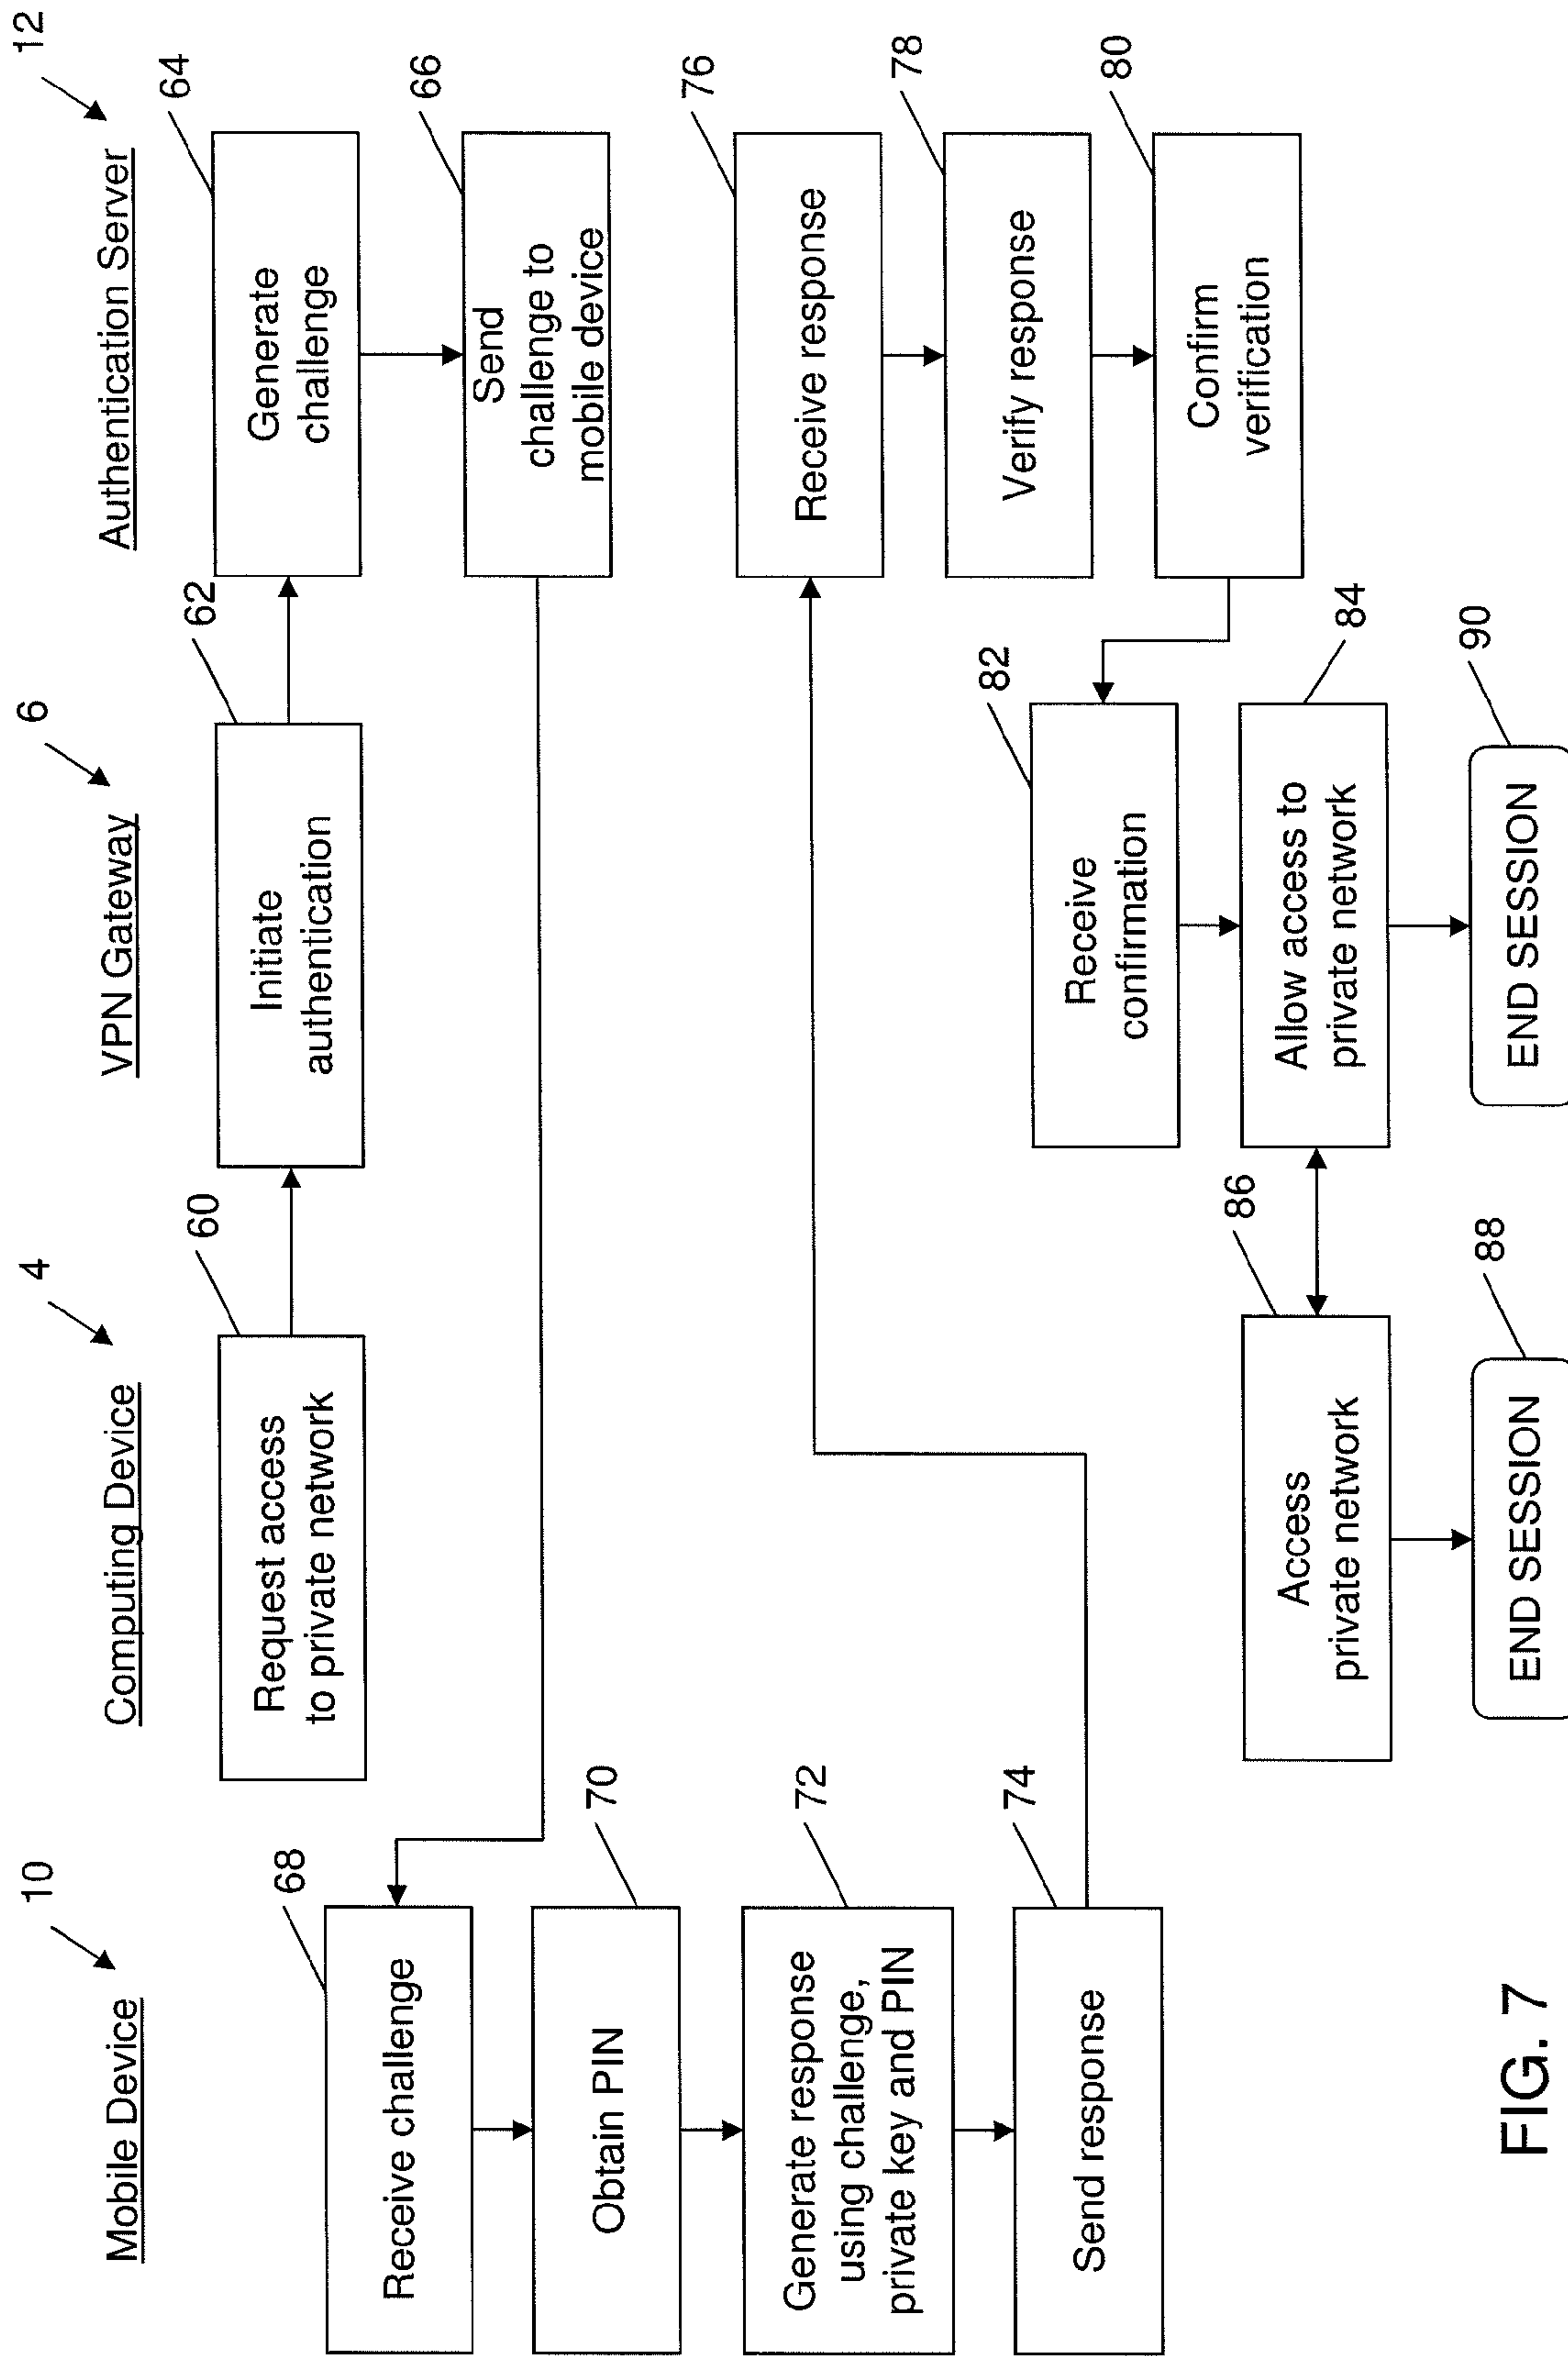 Mobile Device
10
Computing Device
4
VPN Gateway
6
Authentication Server
12
60
Request access
to private network
62
Initiate
authentication
64
Generate
challenge
66
Send
challenge to
mobile device
68
Receive challenge
70
Obtain PIN
72
Generate response
using challenge,
private key and PIN
74
Send response
76
Receive response
78
Verify response
80
Confirm
verification
82
Receive
confirmation
84
Allow access to
private network
86
Access
private network
88
END SESSION
90
END SESSION
FIG. 7